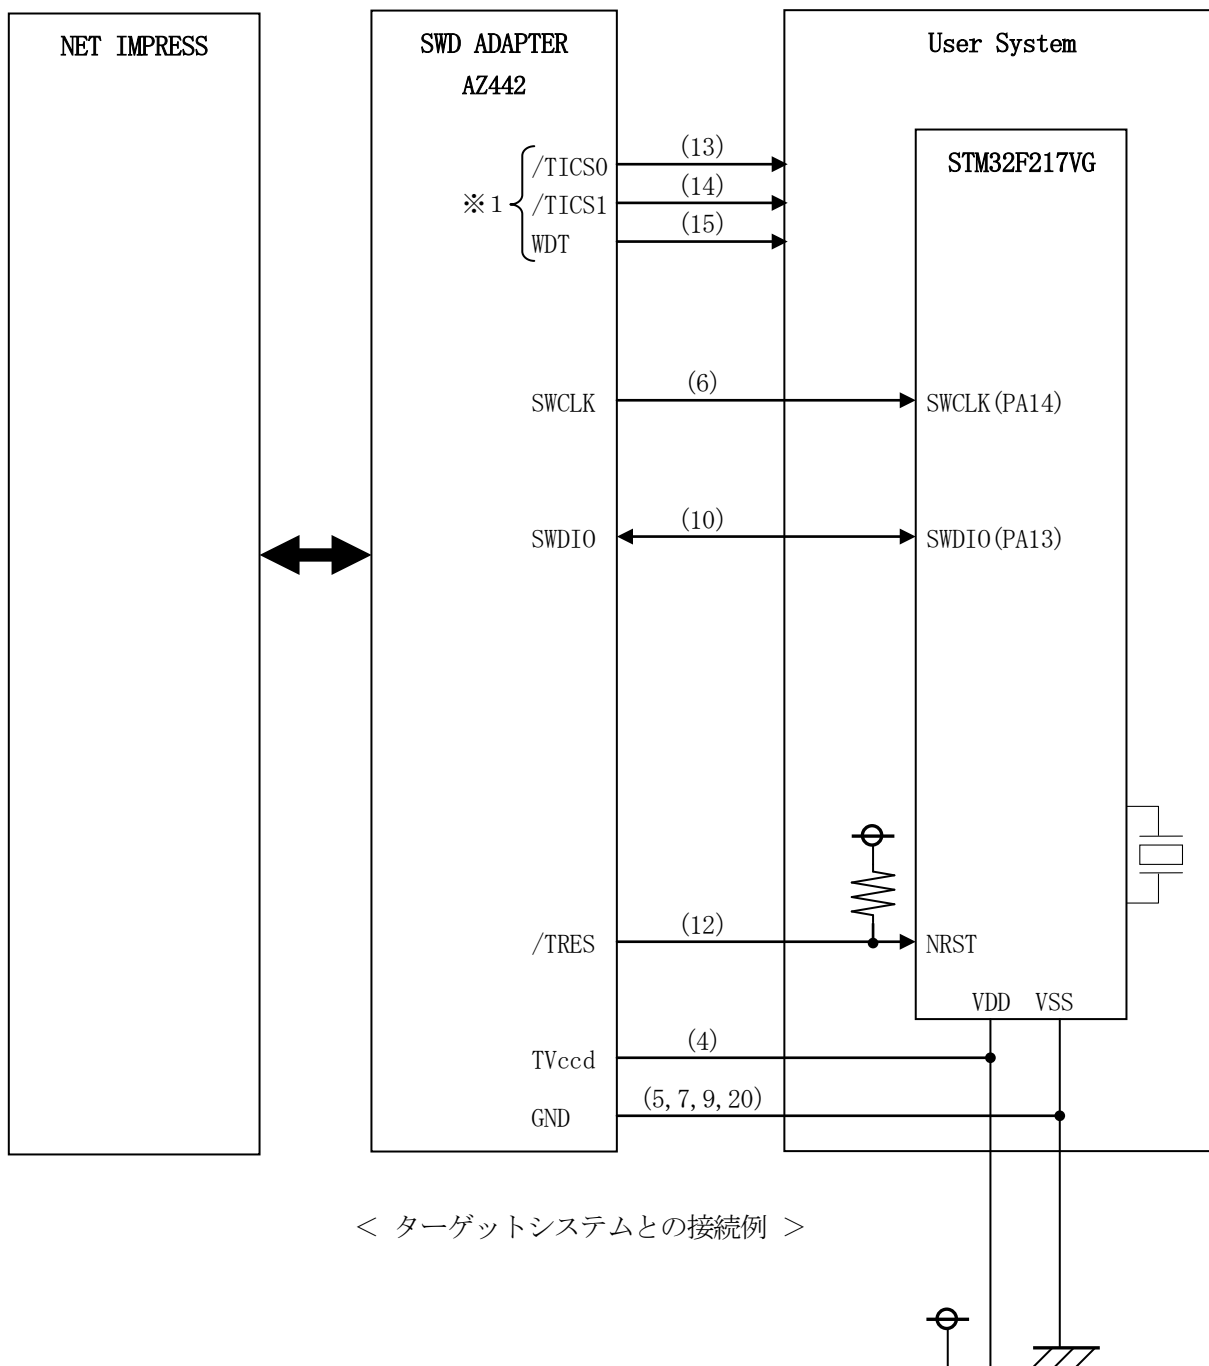 NET IMPRESS
SWD ADAPTER
AZ442
User System
STM32F217VG
※1
/TICS0
(13)
/TICS1
(14)
WDT
(15)
SWCLK
(6)
SWCLK(PA14)
SWDIO
(10)
SWDIO(PA13)
/TRES
(12)
NRST
VDD VSS
TVccd
(4)
GND
(5,7,9,20)
＜ ターゲットシステムとの接続例 ＞